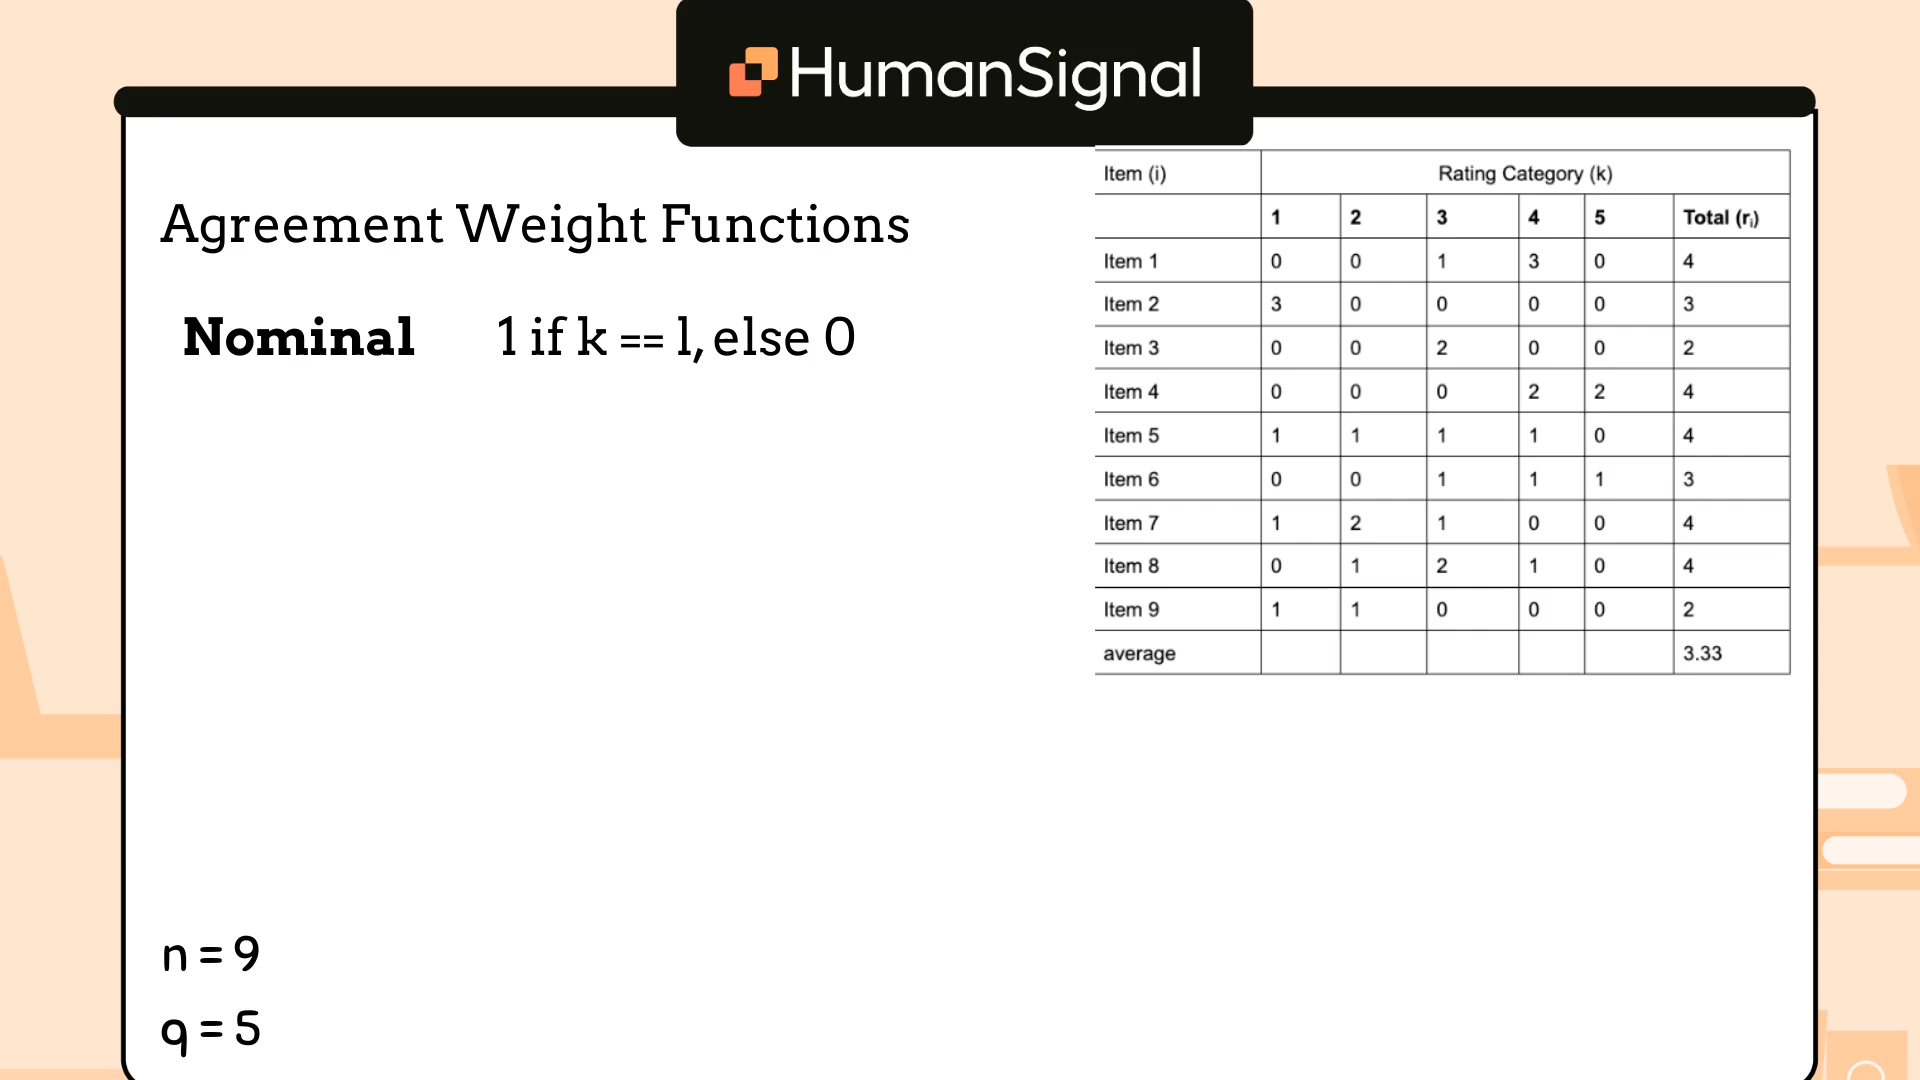 HumanSignal
Agreement Weight Functions
Nominal 1 if k == l, else 0
n = 9
q = 5
Item (i) Rating Category (k)
1 2 3 4 5 Total (rᵢ)
Item 1 0 0 1 3 0 4
Item 2 3 0 0 0 0 3
Item 3 0 0 2 0 0 2
Item 4 0 0 0 2 2 4
Item 5 1 1 1 1 0 4
Item 6 0 0 1 1 1 3
Item 7 1 2 1 0 0 4
Item 8 0 1 2 1 0 4
Item 9 1 1 0 0 0 2
average 3.33